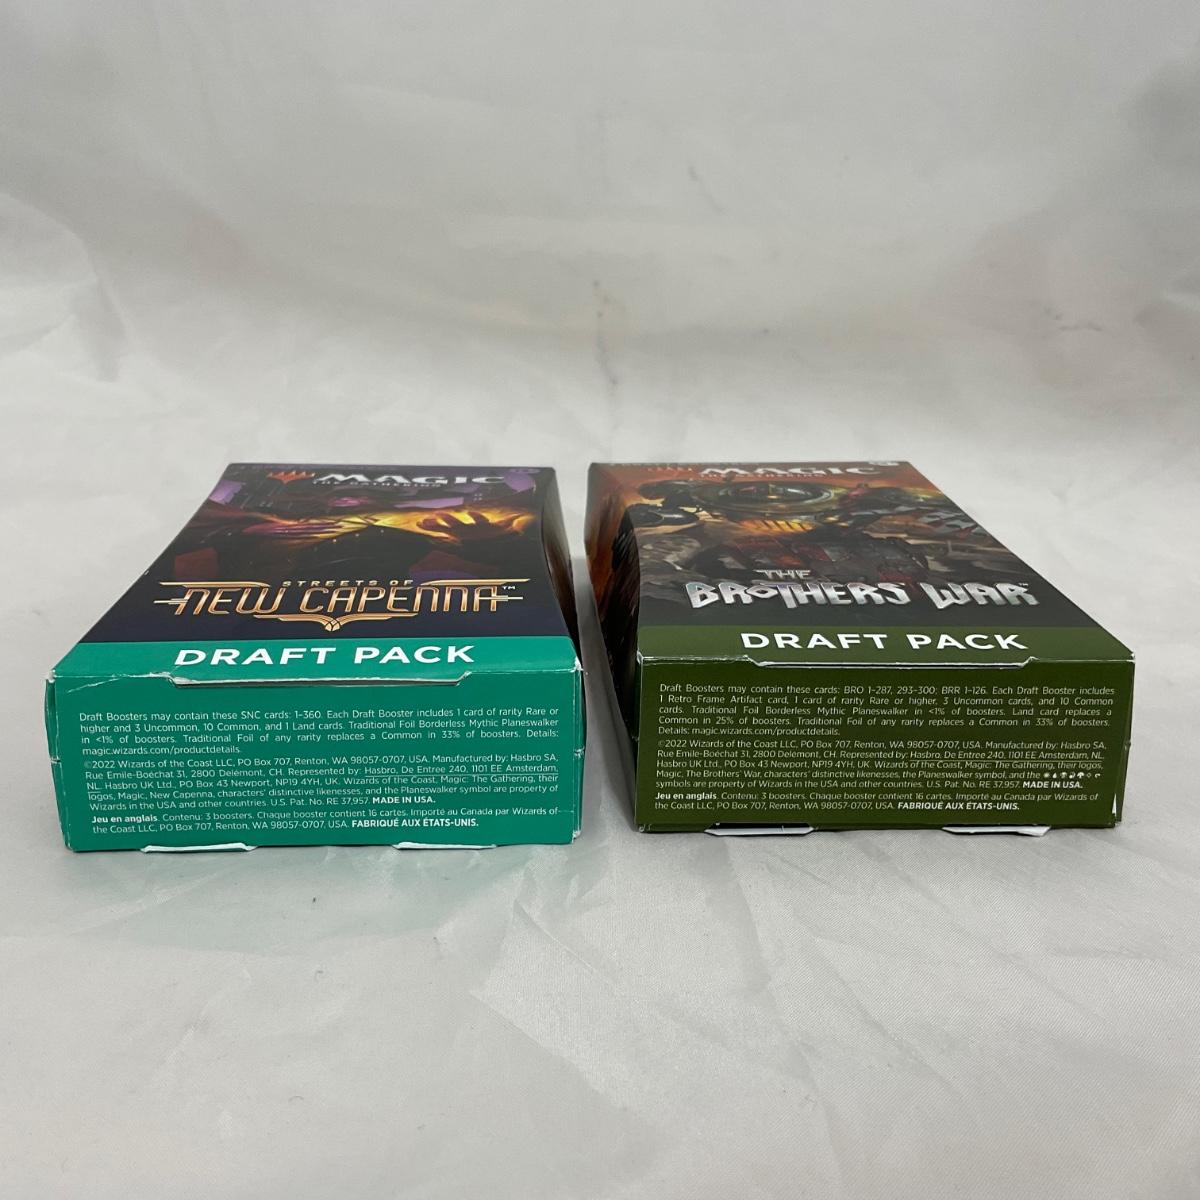 MAGIC
THE GATHERING
STREETS OF
NEW CAPENNA™
DRAFT PACK
Draft Boosters may contain these SNC cards: 1-360. Each Draft Booster includes 1 card of rarity Rare or
higher and 3 Uncommon, 10 Common, and 1 Land cards. Traditional Foil Borderless Mythic Planeswalker
in <1% of boosters. Traditional Foil of any rarity replaces a Common in 33% of boosters. Details:
magic.wizards.com/productdetails.
©2022 Wizards of the Coast LLC, PO Box 707, Renton, WA 98057-0707, USA. Manufactured by: Hasbro SA,
Rue Emile-Boéchat 31, 2800 Delémont, CH. Represented by: Hasbro, De Entree 240, 1101 EE Amsterdam,
NL. Hasbro UK Ltd., PO Box 43 Newport, NP19 4YH, UK. Wizards of the Coast, Magic: The Gathering, their
logos, Magic, New Capenna, characters' distinctive likenesses, and the Planeswalker symbol are property of
Wizards in the USA and other countries. U.S. Pat. No. RE 37,957. MADE IN USA.
Jeu en anglais. Contenu: 3 boosters. Chaque booster contient 16 cartes. Importé au Canada par Wizards of
the Coast LLC, PO Box 707, Renton, WA 98057-0707, USA. FABRIQUÉ AUX ÉTATS-UNIS.
MAGIC
THE GATHERING
THE
BROTHERS' WAR™
DRAFT PACK
Draft Boosters may contain these cards: BRO 1-287, 293-300; BRR 1-126. Each Draft Booster includes
1 Retro Frame Artifact card, 1 card of rarity Rare or higher, 3 Uncommon cards, and 10 Common
cards. Traditional Foil Borderless Mythic Planeswalker in <1% of boosters. Land card replaces a
Common in 25% of boosters. Traditional Foil of any rarity replaces a Common in 33% of boosters.
Details: magic.wizards.com/productdetails.
©2022 Wizards of the Coast LLC, PO Box 707, Renton, WA 98057-0707, USA. Manufactured by: Hasbro SA,
Rue Emile-Boéchat 31, 2800 Delémont, CH. Represented by: Hasbro, De Entree 240, 1101 EE Amsterdam, NL.
Hasbro UK Ltd., PO Box 43 Newport, NP19 4YH, UK. Wizards of the Coast, Magic: The Gathering, their logos,
Magic, The Brothers' War, characters' distinctive likenesses, the Planeswalker symbol, and the
symbols are property of Wizards in the USA and other countries. U.S. Pat. No. RE 37,957. MADE IN USA.
Jeu en anglais. Contenu: 3 boosters. Chaque booster contient 16 cartes. Importé au Canada par Wizards of
the Coast LLC, PO Box 707, Renton, WA 98057-0707, USA. FABRIQUÉ AUX ÉTATS-UNIS.